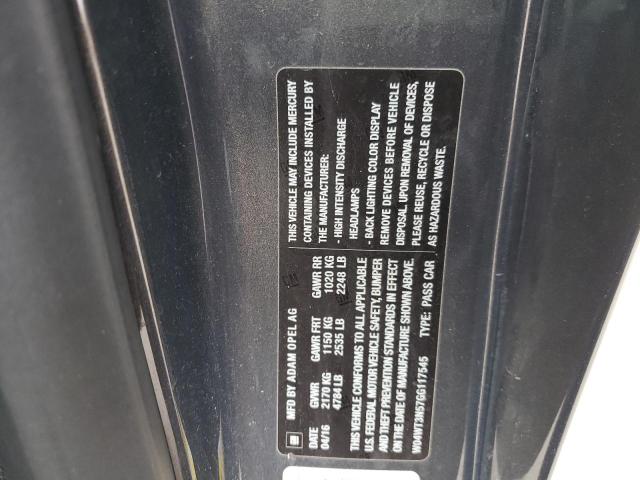 MFD BY ADAM OPEL AG
DATE GVWR GAWR FRT GAWR RR
04/16 2170 KG 1150 KG 1020 KG
4784 LB 2535 LB 2248 LB
THIS VEHICLE CONFORMS TO ALL APPLICABLE
U.S. FEDERAL MOTOR VEHICLE SAFETY, BUMPER
AND THEFT PREVENTION STANDARDS IN EFFECT
ON THE DATE OF MANUFACTURE SHOWN ABOVE.
W04WT3N57GG117545 TYPE: PASS CAR
THIS VEHICLE MAY INCLUDE MERCURY
CONTAINING DEVICES INSTALLED BY
THE MANUFACTURER:
- HIGH INTENSITY DISCHARGE
HEADLAMPS
- BACK LIGHTING COLOR DISPLAY
REMOVE DEVICES BEFORE VEHICLE
DISPOSAL. UPON REMOVAL OF DEVICES,
PLEASE REUSE, RECYCLE OR DISPOSE
AS HAZARDOUS WASTE.